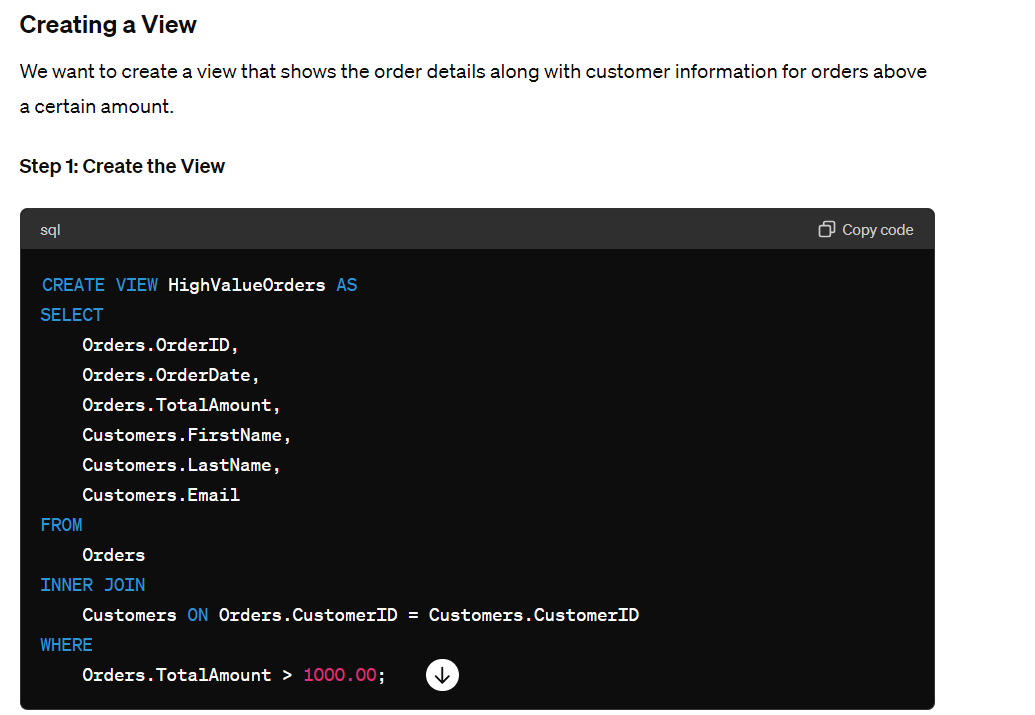 Creating a View
We want to create a view that shows the order details along with customer information for orders above
a certain amount.
Step 1: Create the View
sql
Copy code
CREATE VIEW HighValueOrders AS
SELECT
    Orders.OrderID,
    Orders.OrderDate,
    Orders.TotalAmount,
    Customers.FirstName,
    Customers.LastName,
    Customers.Email
FROM
    Orders
INNER JOIN
    Customers ON Orders.CustomerID = Customers.CustomerID
WHERE
    Orders.TotalAmount > 1000.00;